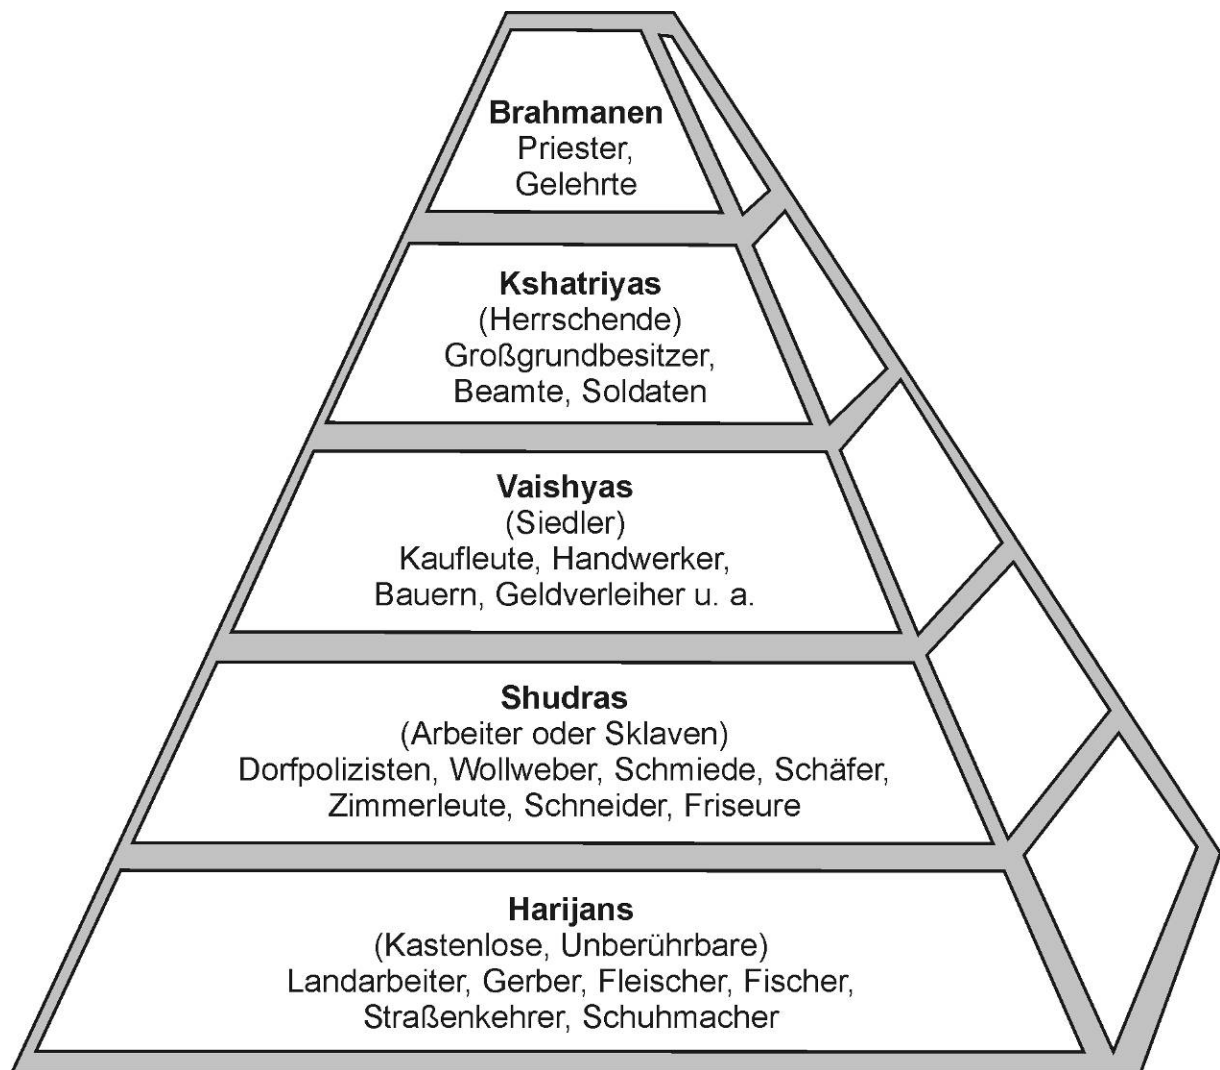 Brahmanen
Priester,
Gelehrte
Kshatriyas
(Herrschende)
Großgrundbesitzer,
Beamte, Soldaten
Vaishyas
(Siedler)
Kaufleute, Handwerker,
Bauern, Geldverleiher u. a.
Shudras
(Arbeiter oder Sklaven)
Dorfpolizisten, Wollweber, Schmiede, Schäfer,
Zimmerleute, Schneider, Friseure
Harijans
(Kastenlose, Unberührbare)
Landarbeiter, Gerber, Fleischer, Fischer,
Straßenkehrer, Schuhmacher